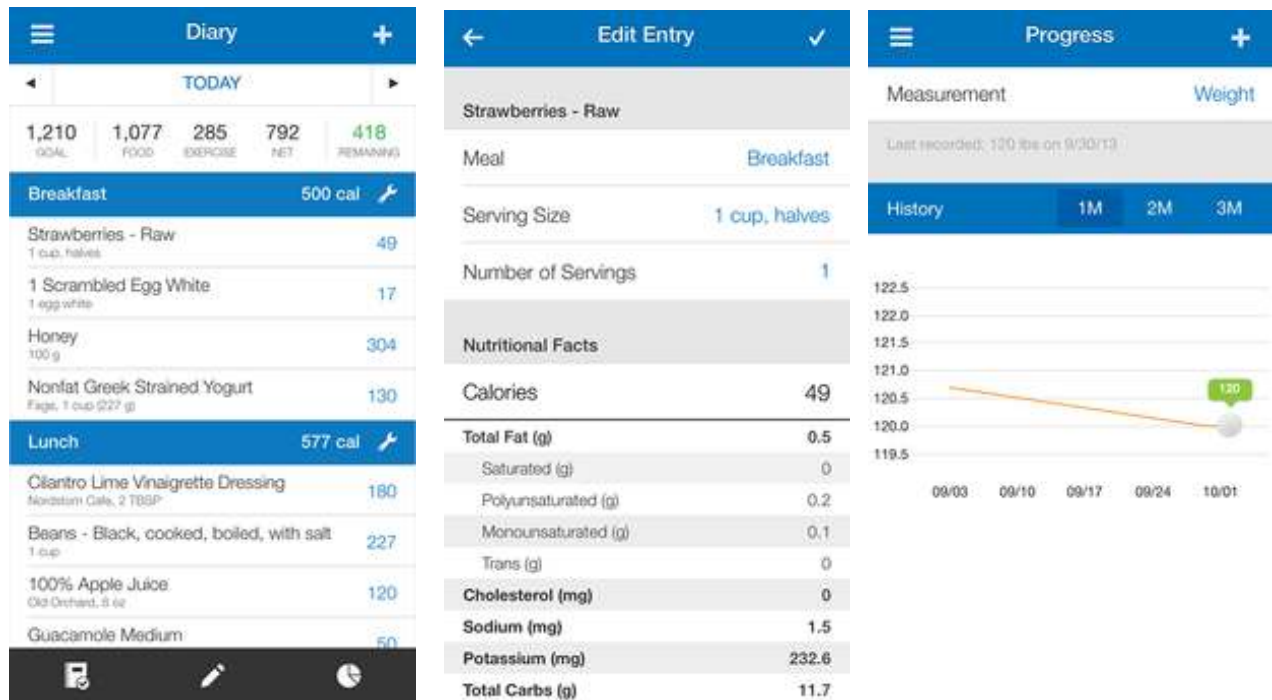 Diary
TODAY
1,210 1,077 285 792 418
GOAL FOOD EXERCISE NET REMAINING
Breakfast 500 cal
Strawberries - Raw 49
1 cup, halves
1 Scrambled Egg White 17
1 egg white
Honey 304
100 g
Nonfat Greek Strained Yogurt 130
Fage, 1 cup (227 g)
Lunch 577 cal
Cilantro Lime Vinaigrette Dressing 180
Nordstrom Cafe, 2 TBSP
Beans - Black, cooked, boiled, with salt 227
1 cup
100% Apple Juice 120
Old Orchard, 8 oz
Guacamole Medium 50
Edit Entry
Strawberries - Raw
Meal Breakfast
Serving Size 1 cup, halves
Number of Servings 1
Nutritional Facts
Calories 49
Total Fat (g) 0.5
Saturated (g) 0
Polyunsaturated (g) 0.2
Monounsaturated (g) 0.1
Trans (g) 0
Cholesterol (mg) 0
Sodium (mg) 1.5
Potassium (mg) 232.6
Total Carbs (g) 11.7
Progress
Measurement Weight
Last recorded: 120 lbs on 9/30/13
History 1M 2M 3M
122.5
122.0
121.5
121.0
120.5 120
120.0
119.5
09/03 09/10 09/17 09/24 10/01